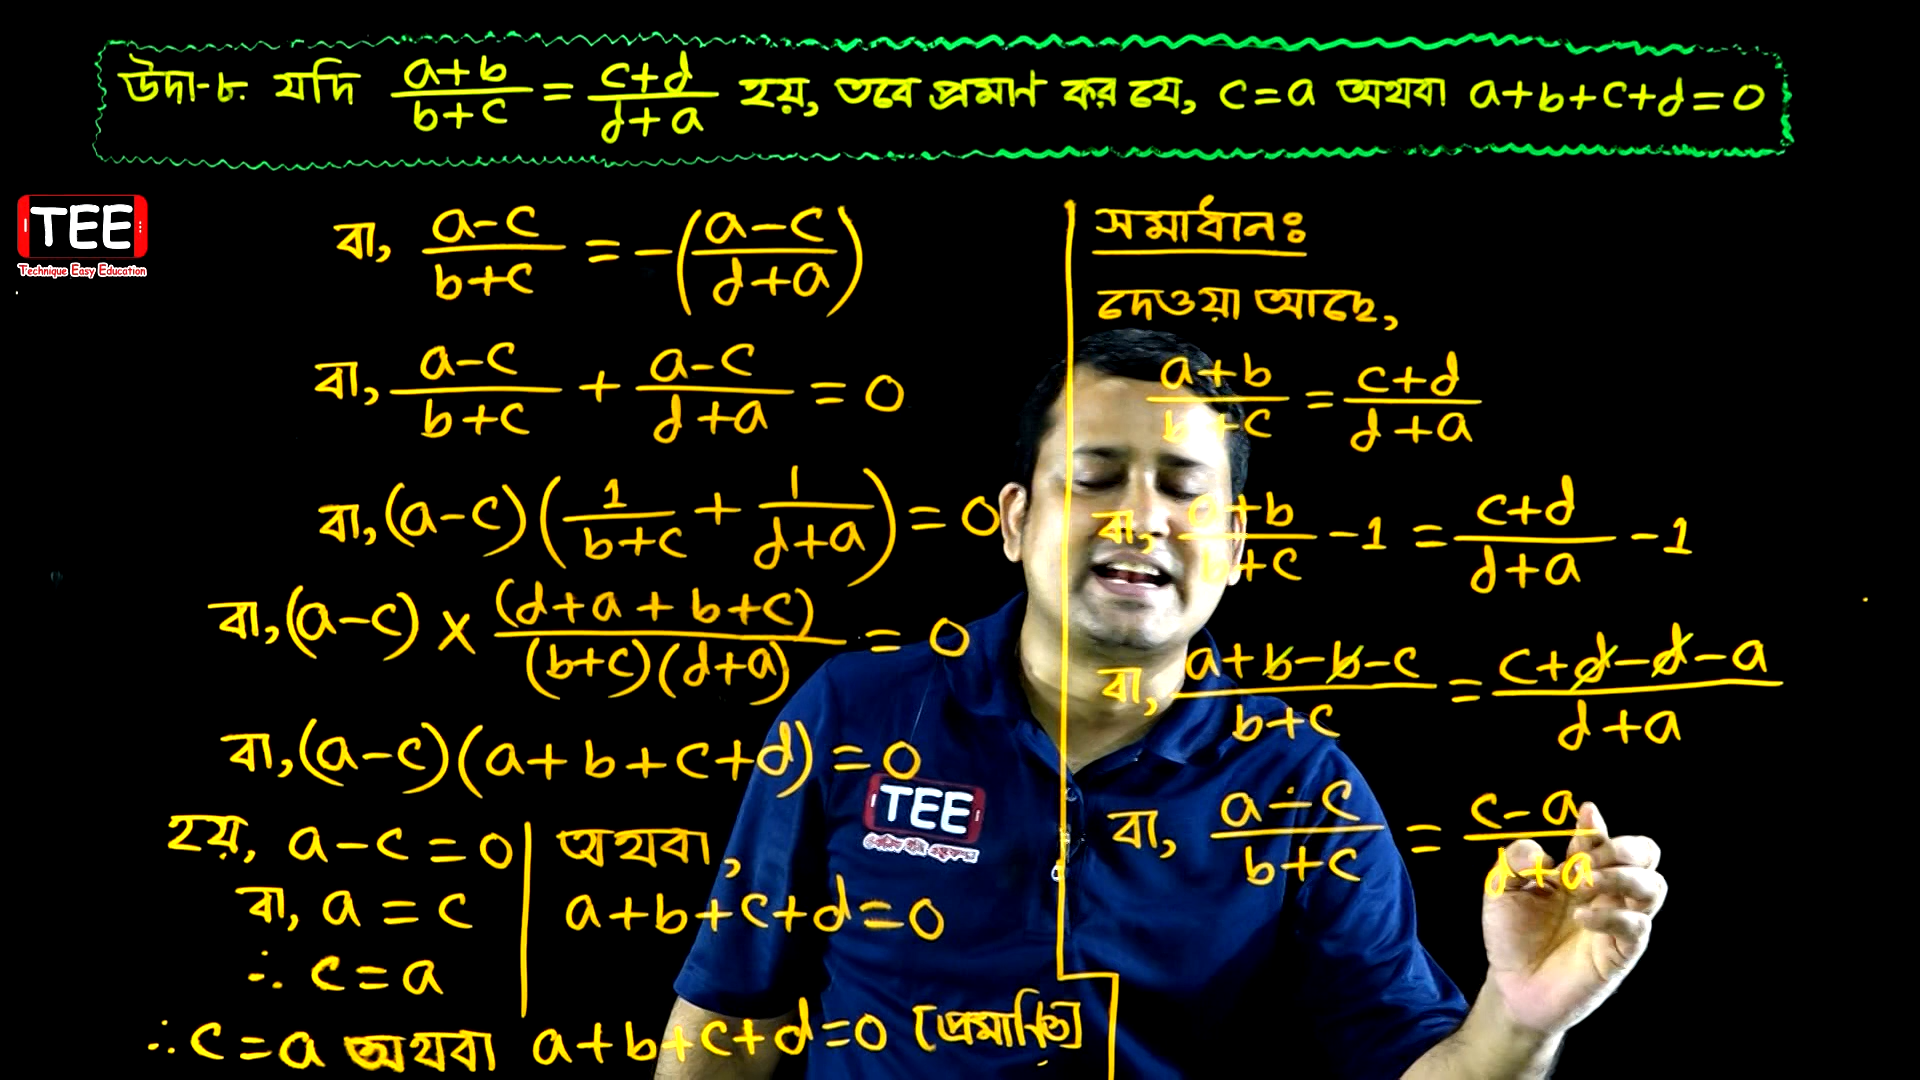 উদা-৮. যদি (a+b)/(b+c) = (c+d)/(d+a) হয়, তবে প্রমাণ কর যে, c=a অথবা a+b+c+d=0
TEE
Technique Easy Education
সমাধানঃ
দেওয়া আছে,
(a+b)/(b+c) = (c+d)/(d+a)
বা, (a+b)/(b+c) -1 = (c+d)/(d+a) -1
বা, (a+b-b-c)/(b+c) = (c+d-d-a)/(d+a)
বা, (a-c)/(b+c) = (c-a)/(d+a)
বা, (a-c)/(b+c) = -((a-c)/(d+a))
বা, (a-c)/(b+c) + (a-c)/(d+a) = 0
বা, (a-c)(1/(b+c) + 1/(d+a)) = 0
বা, (a-c) × (d+a+b+c)/((b+c)(d+a)) = 0
বা, (a-c)(a+b+c+d) = 0
হয়, a-c=0
বা, a=c
∴ c=a
অথবা,
a+b+c+d=0
∴ c=a অথবা a+b+c+d=0 [প্রমাণিত]
TEE